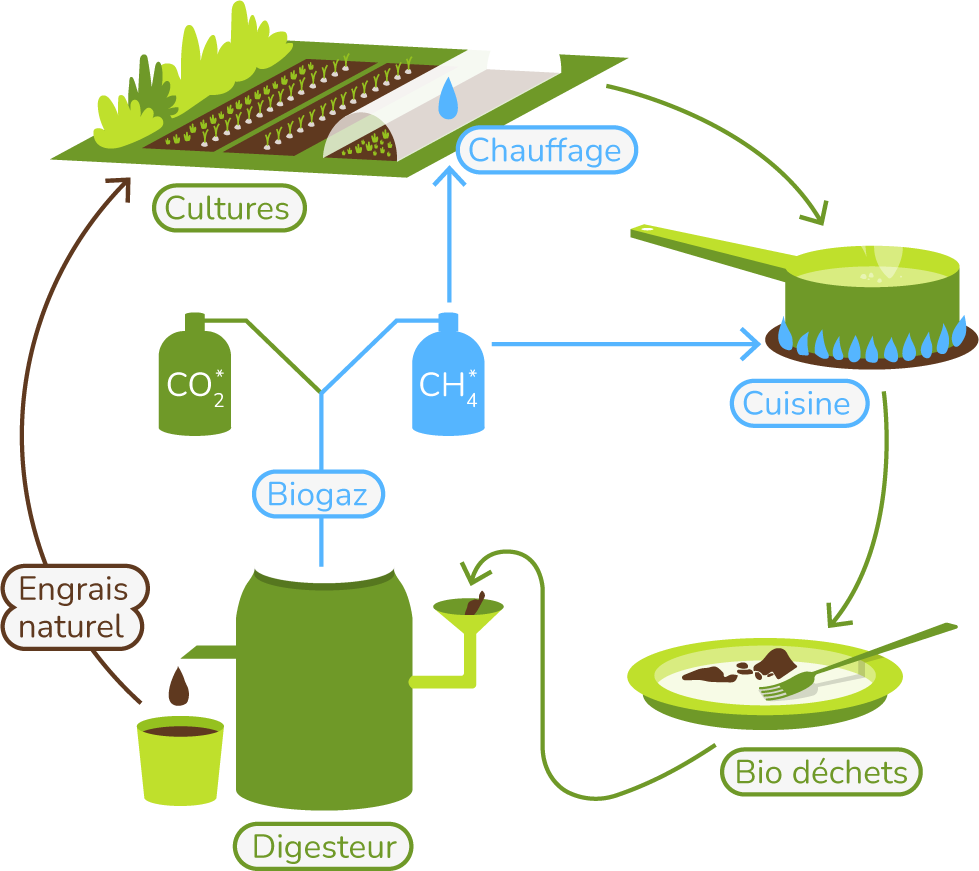 Chauffage
Cultures
CO₂*
CH₄*
Cuisine
Biogaz
Engrais
naturel
Bio déchets
Digesteur